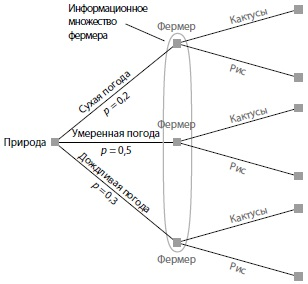 Информационное
множество
фермера
Фермер
Кактусы
Рис
Сухая погода
p = 0,2
Природа
Умеренная погода
p = 0,5
Фермер
Кактусы
Рис
Дождливая погода
p = 0,3
Фермер
Кактусы
Рис